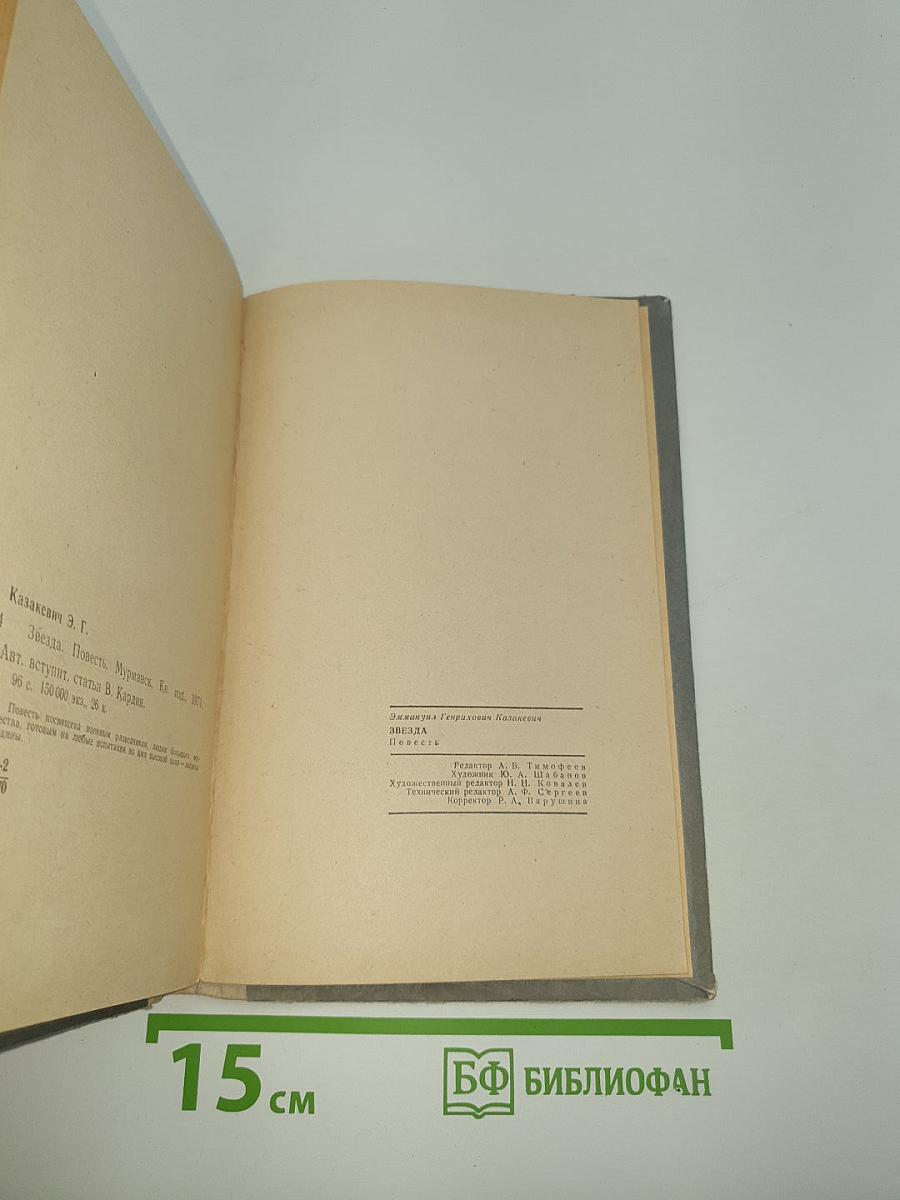 Казакевич Э. Г.
Звезда. Повесть. Мурманск. Кн. изд., 1971.
Авт. вступит. статьи В. Кардин.
96 с. 150 000 экз., 26 к.
Повесть посвящена военным разведчикам, людям большого му-
жества, готовым на любые испытания во имя высокой цели — защиты
Эммануил Генрихович Казакевич
ЗВЕЗДА
Повесть
Редактор А. Б. Тимофеев
Художник Ю. А. Шабанов
Художественный редактор Н. Н. Ковалев
Технический редактор А. Ф. Сергеев
Корректор Р. А. Варушина
15 см
БФ БИБЛИОФАН